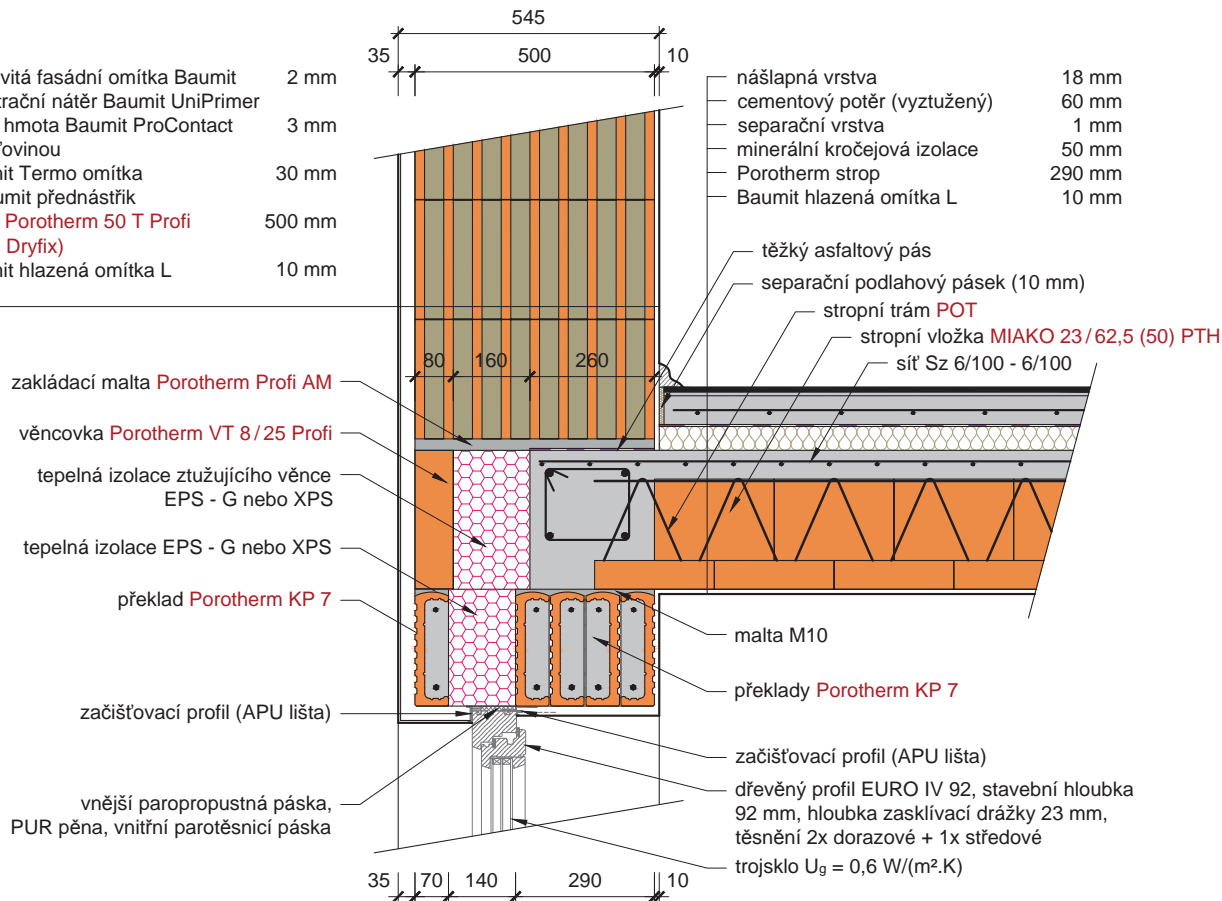 545
35 500 10
vitá fasádní omítka Baumit 2 mm
trační nátěr Baumit UniPrimer
hmota Baumit ProContact 3 mm
ťovinou
nit Termo omítka 30 mm
aumit přednástřik
Porotherm 50 T Profi 500 mm
Dryfix)
nit hlazená omítka L 10 mm
nášlapná vrstva 18 mm
cementový potěr (vyztužený) 60 mm
separační vrstva 1 mm
minerální kročejová izolace 50 mm
Porotherm strop 290 mm
Baumit hlazená omítka L 10 mm
těžký asfaltový pás
separační podlahový pásek (10 mm)
stropní trám POT
stropní vložka MIAKO 23/62,5 (50) PTH
síť Sz 6/100 - 6/100
80 160 260
zakládací malta Porotherm Profi AM
věncovka Porotherm VT 8/25 Profi
tepelná izolace ztužujícího věnce
EPS - G nebo XPS
tepelná izolace EPS - G nebo XPS
překlad Porotherm KP 7
začišťovací profil (APU lišta)
vnější paropropustná páska,
PUR pěna, vnitřní parotěsnicí páska
malta M10
překlady Porotherm KP 7
začišťovací profil (APU lišta)
dřevěný profil EURO IV 92, stavební hloubka
92 mm, hloubka zasklívací drážky 23 mm,
těsnění 2x dorazové + 1x středové
trojsklo Ug = 0,6 W/(m².K)
35 70 140 290 10